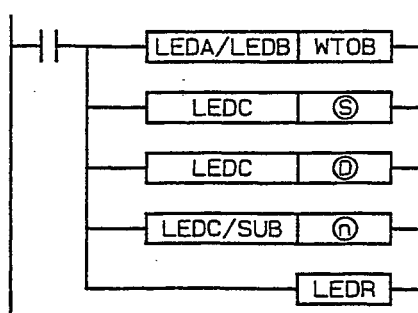 LEDA/LEDB WTOB
LEDC Ⓢ
LEDC Ⓓ
LEDC/SUB ⓝ
LEDR